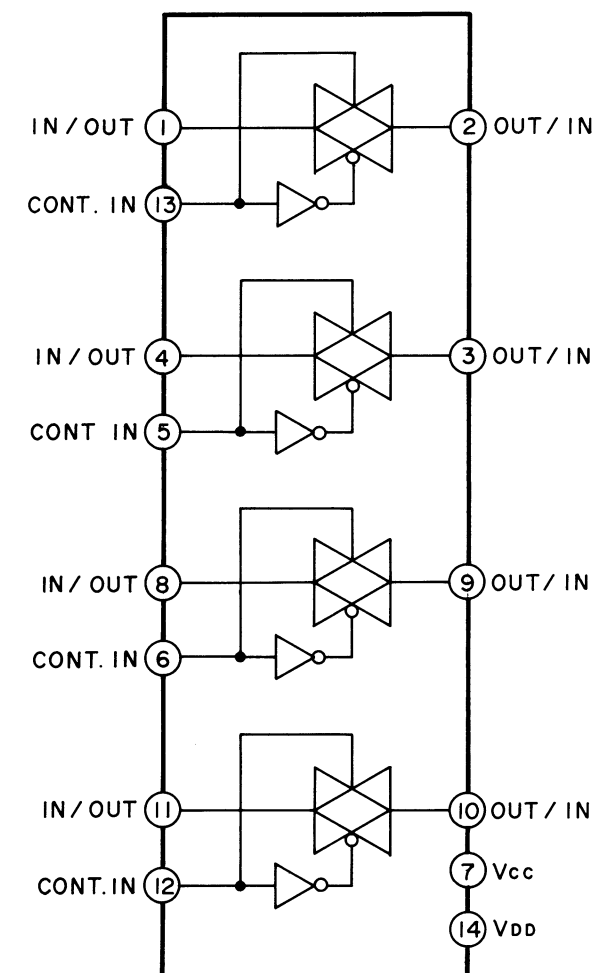 IN/OUT 1 2 OUT/IN
CONT. IN 13
IN/OUT 4 3 OUT/IN
CONT IN 5
IN/OUT 8 9 OUT/IN
CONT. IN 6
IN/OUT 11 10 OUT/IN
CONT. IN 12
7 VCC
14 VDD